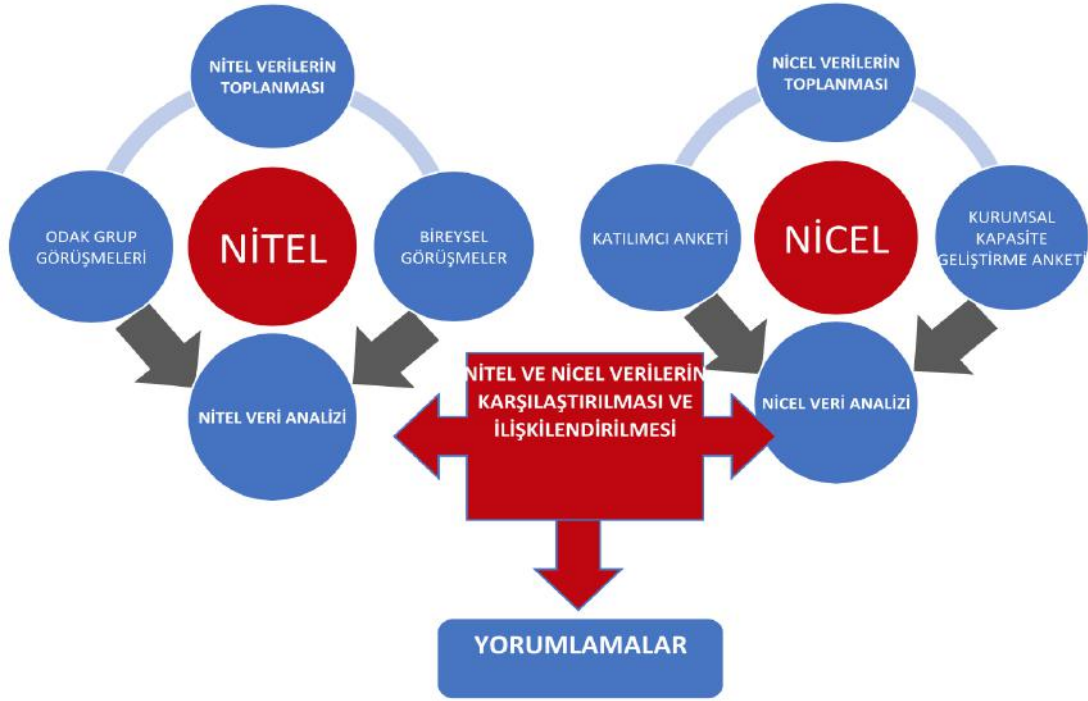 NİTEL VERİLERİN
TOPLANMASI
ODAK GRUP
GÖRÜŞMELERİ
NİTEL
BİREYSEL
GÖRÜŞMELER
NİTEL VERİ ANALİZİ
NİCEL VERİLERİN
TOPLANMASI
KATILIMCI ANKETİ
NİCEL
KURUMSAL
KAPASİTE
GELİŞTİRME ANKETİ
NİCEL VERİ ANALİZİ
NİTEL VE NİCEL VERİLERİN
KARŞILAŞTIRILMASI VE
İLİŞKİLENDİRİLMESİ
YORUMLAMALAR